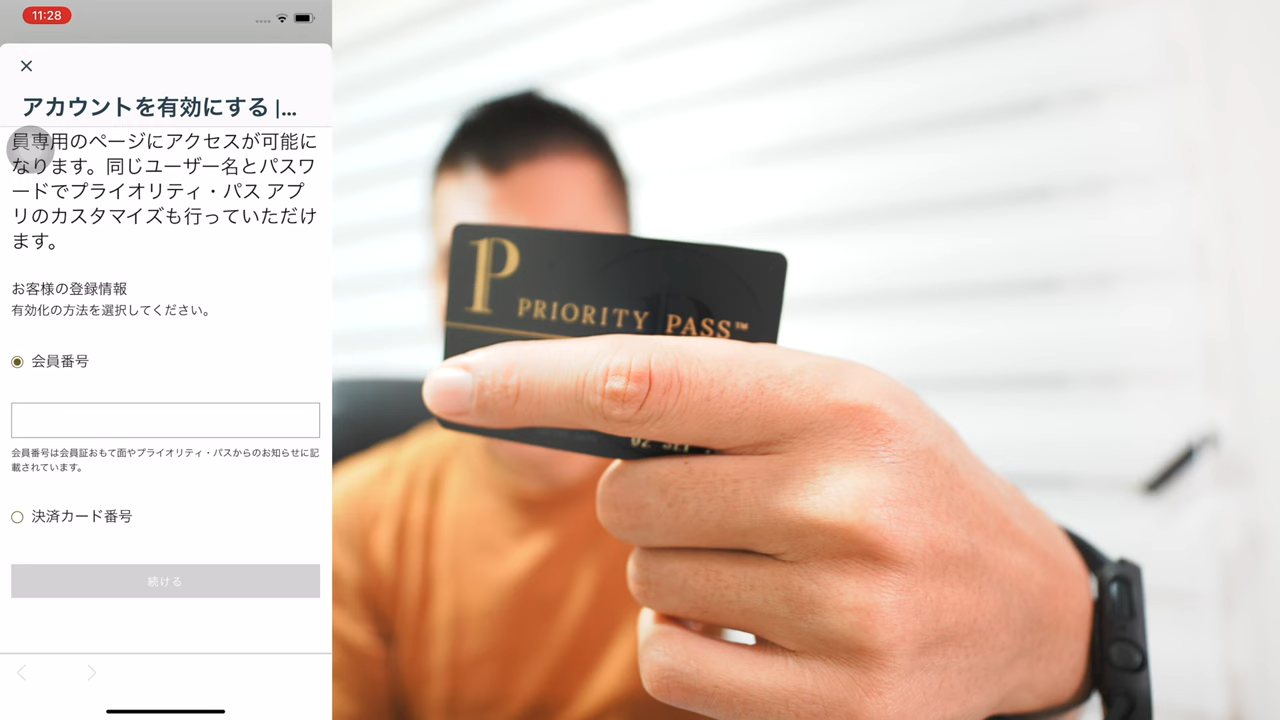 11:28
アカウントを有効にする |...
員専用のページにアクセスが可能に
なります。同じユーザー名とパスワ
ードでプライオリティ・パス アプ
リのカスタマイズも行っていただけ
ます。
お客様の登録情報
有効化の方法を選択してください。
会員番号
会員番号は会員証おもて面やプライオリティ・パスからのお知らせに記
載されています。
決済カード番号
続ける
P
PRIORITY PASS™
02